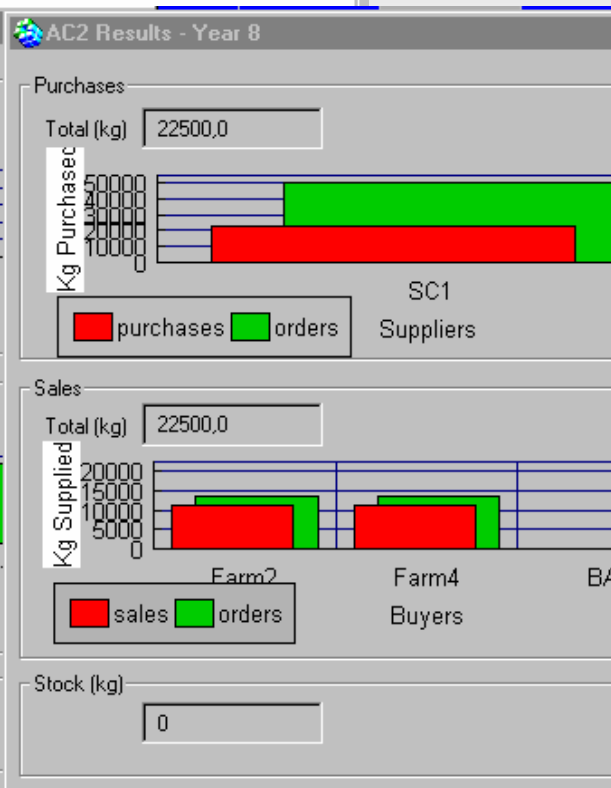 AC2 Results - Year 8
Purchases
Total (kg) 22500,0
Kg Purchased
50000
40000
30000
20000
10000
0
SC1
Suppliers
purchases orders
Sales
Total (kg) 22500,0
Kg Supplied
20000
15000
10000
5000
0
Farm2 Farm4 BA
Buyers
sales orders
Stock (kg)
0